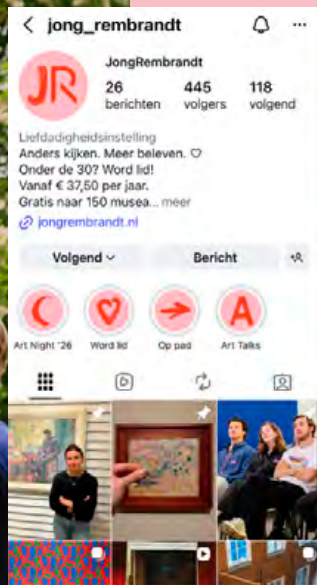 jong_rembrandt
JR
JongRembrandt
26 445 118
berichten volgers volgend
Liefdadigheidsinstelling
Anders kijken. Meer beleven. ♡
Onder de 30? Word lid!
Vanaf € 37,50 per jaar.
Gratis naar 150 musea... meer
jongrembrandt.nl
Volgend Bericht
A
Art Night '26 Word lid Op pad Art Talks